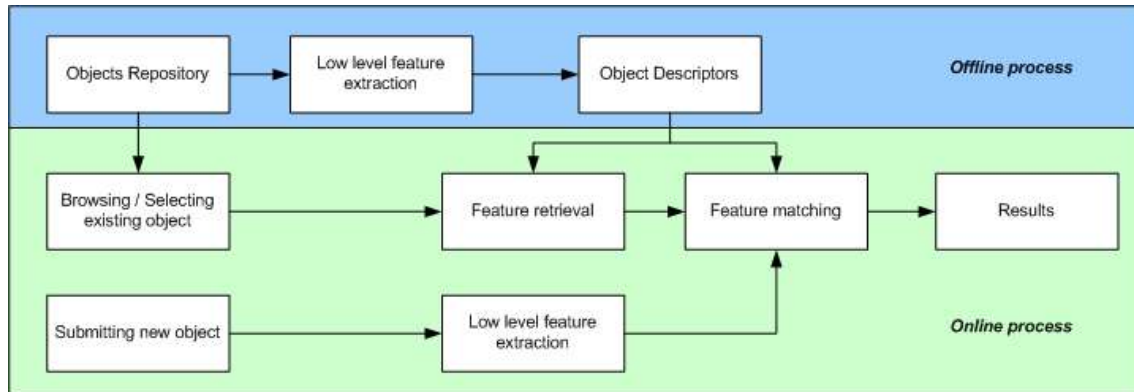 Objects Repository
Low level feature
extraction
Object Descriptors
Offline process
Browsing / Selecting
existing object
Feature retrieval
Feature matching
Results
Submitting new object
Low level feature
extraction
Online process